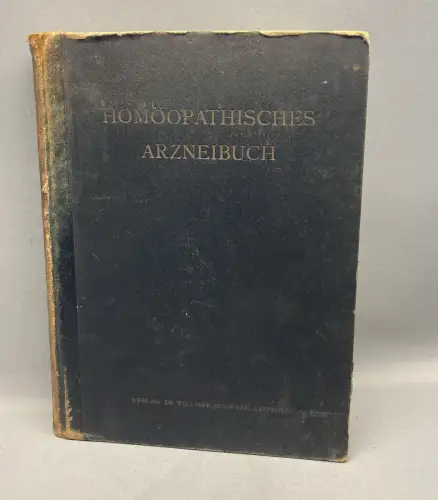 HOMÖOPATHISCHES
ARZNEIBUCH
VERLAG DR WILLMAR SCHWABE, LEIPZIG